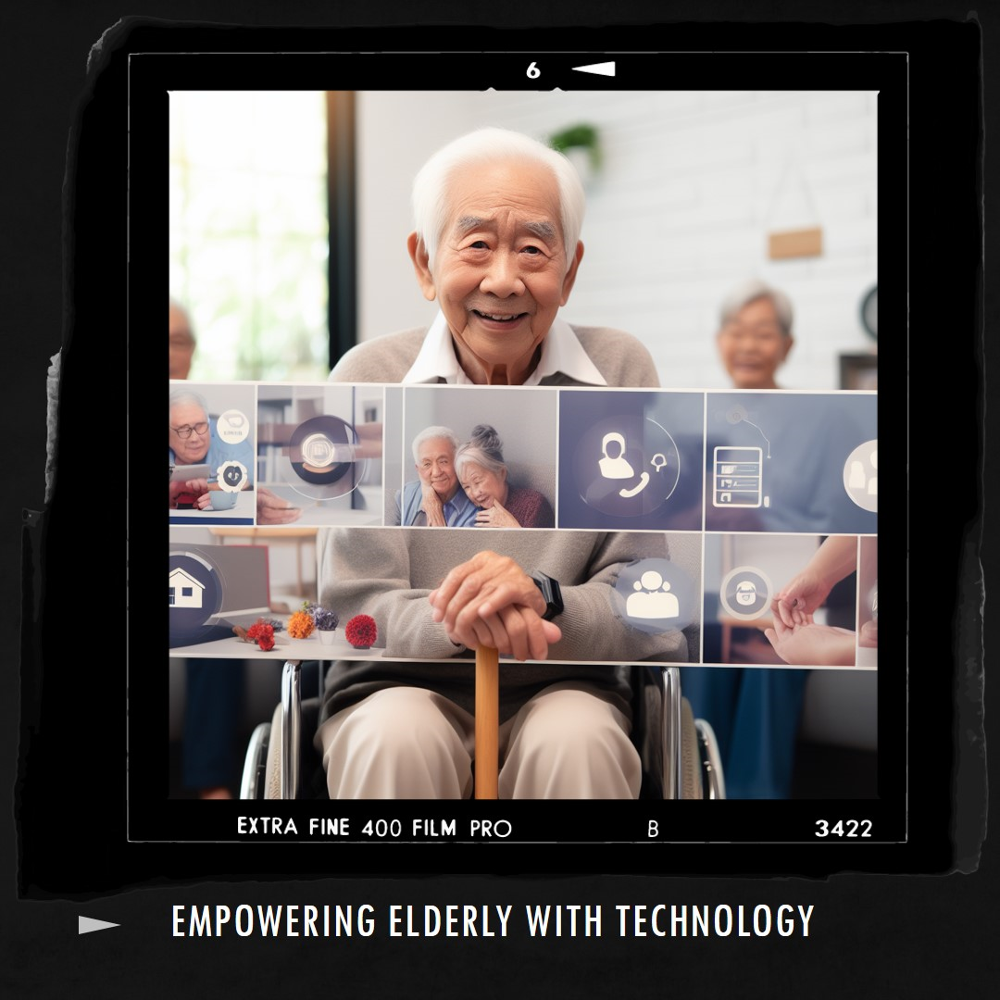 6
EXTRA FINE 400 FILM PRO B 3422
EMPOWERING ELDERLY WITH TECHNOLOGY